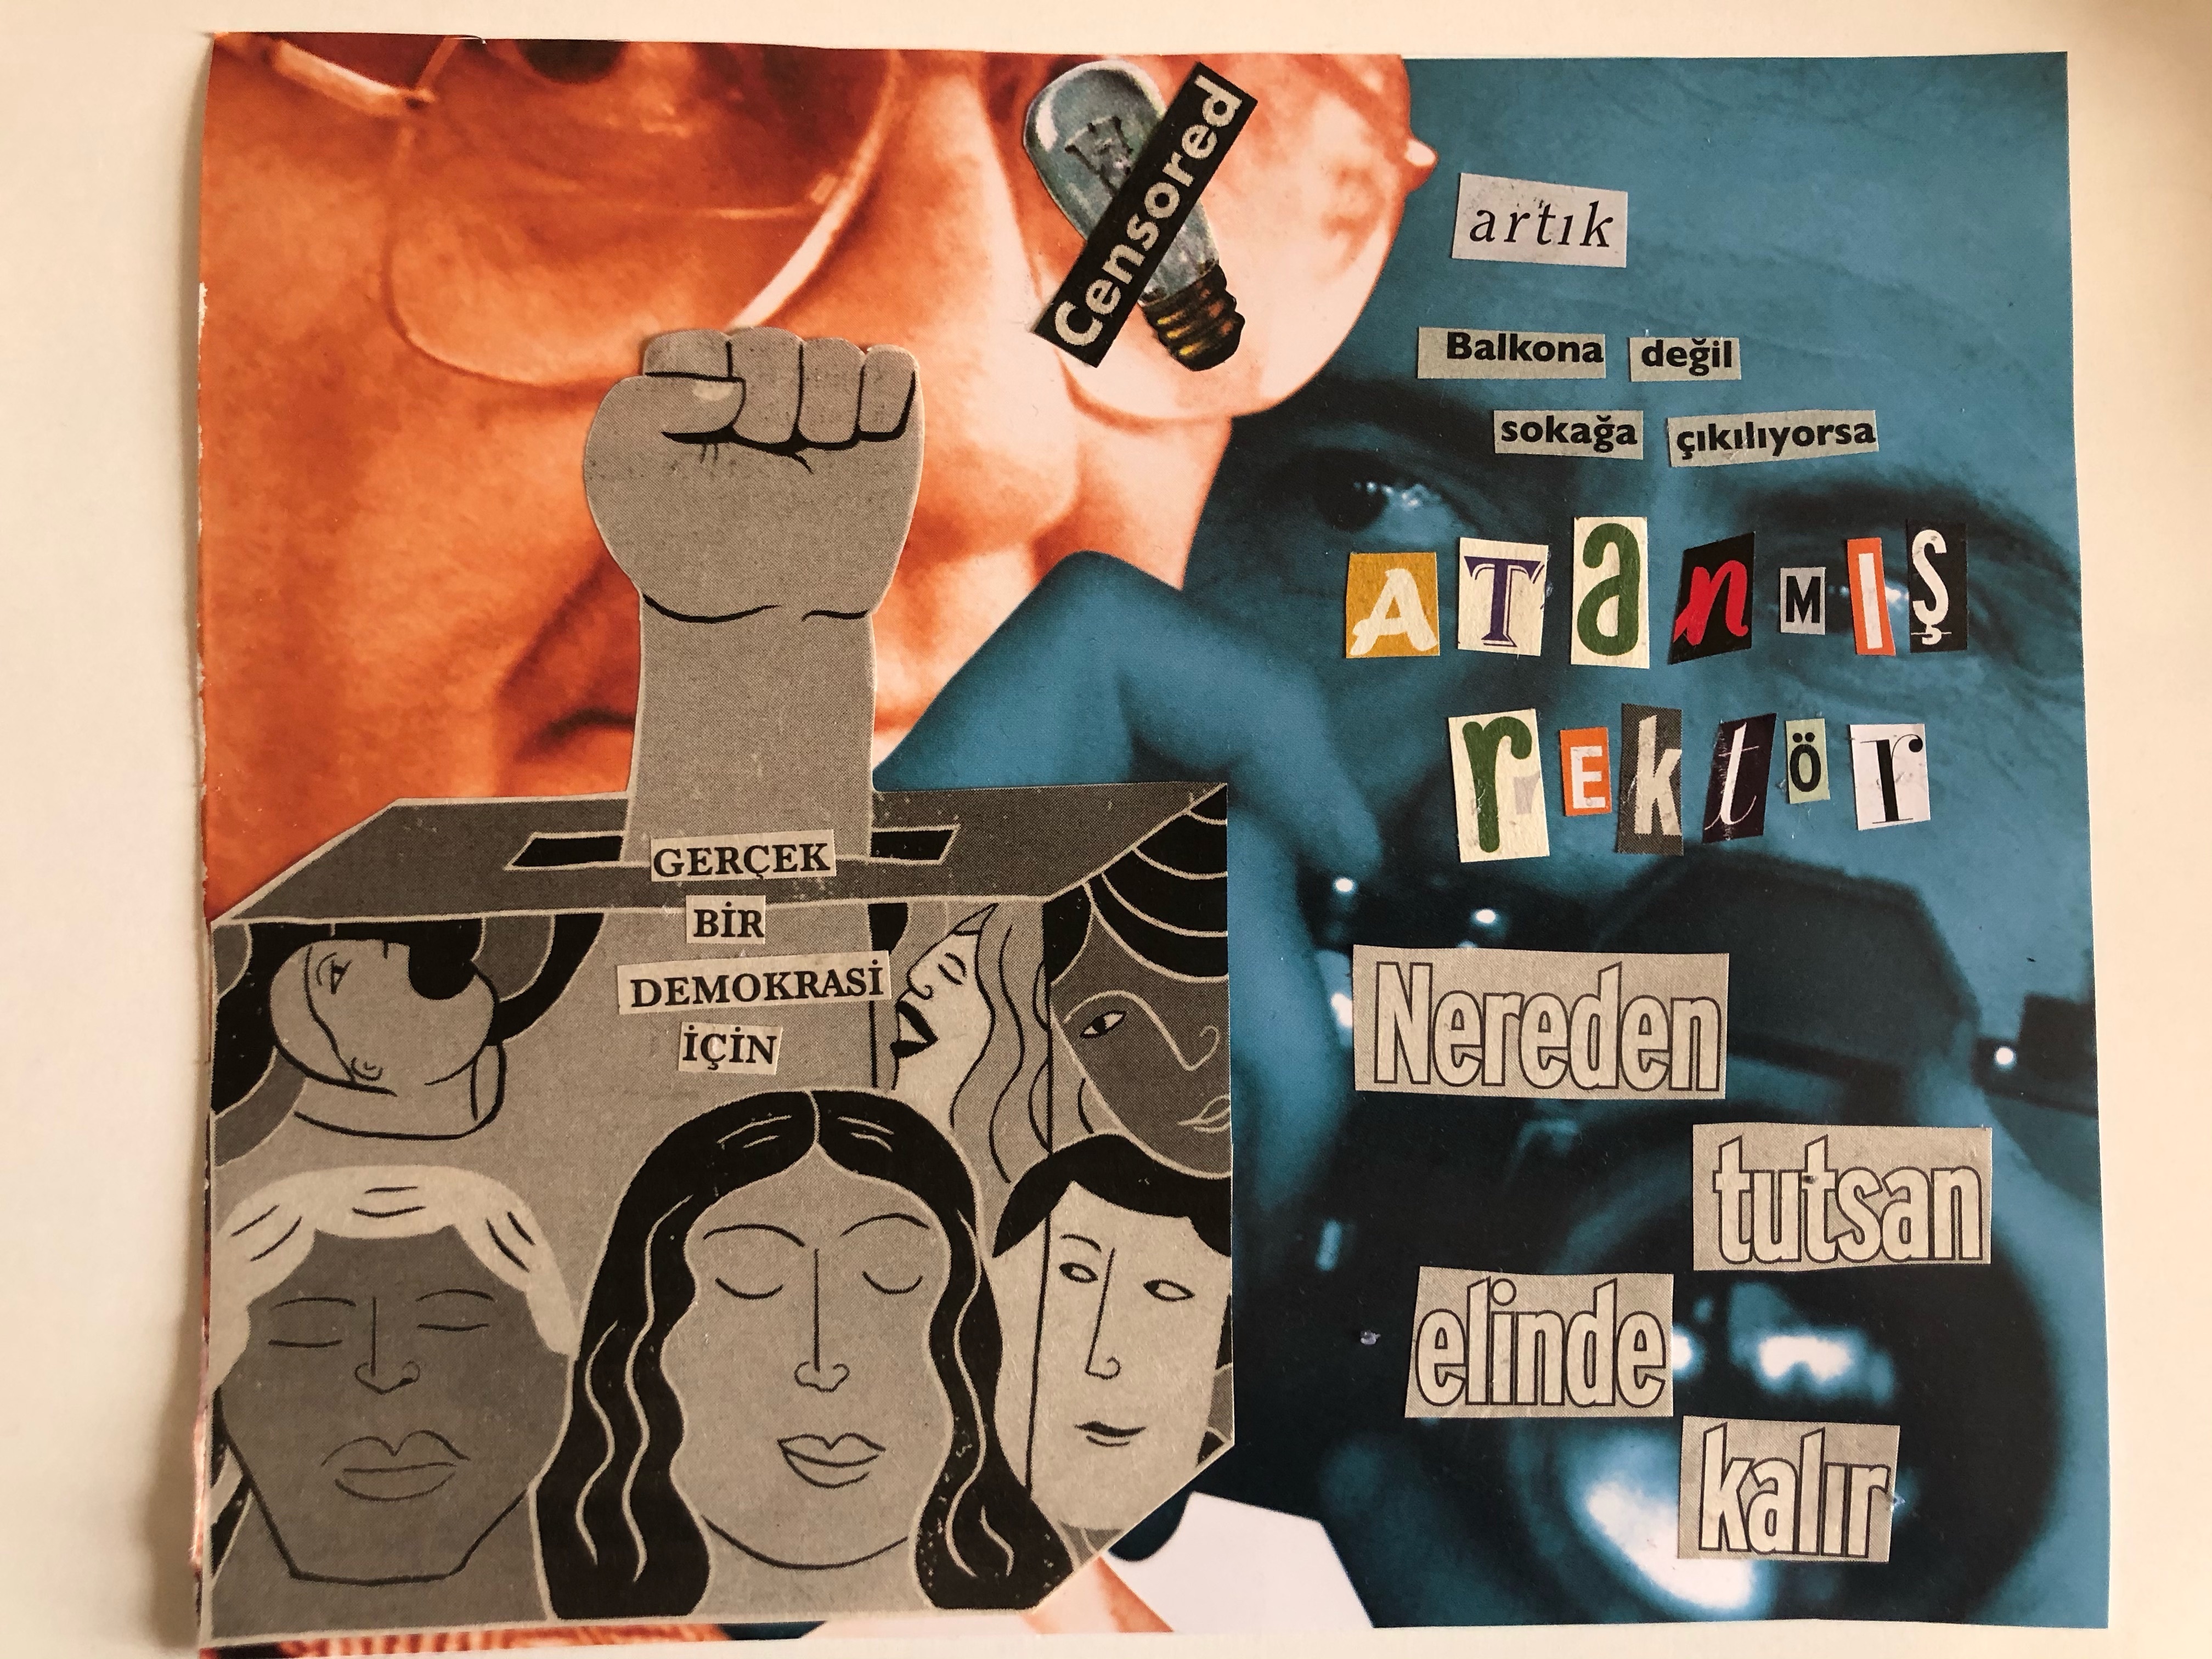 Censored
artık
Balkona değil
sokağa çıkılıyorsa
ATanMIŞ
rEktör
Nereden
tutsan
elinde
kalır
GERÇEK
BİR
DEMOKRASİ
İÇİN